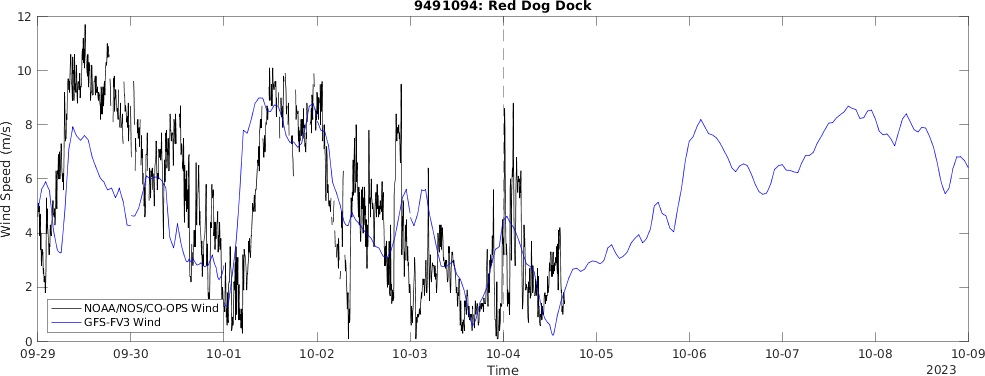 9491094: Red Dog Dock
Wind Speed (m/s)
12
10
8
6
4
2
0
NOAA/NOS/CO-OPS Wind
GFS-FV3 Wind
09-29 09-30 10-01 10-02 10-03 10-04 10-05 10-06 10-07 10-08 10-09
Time
2023